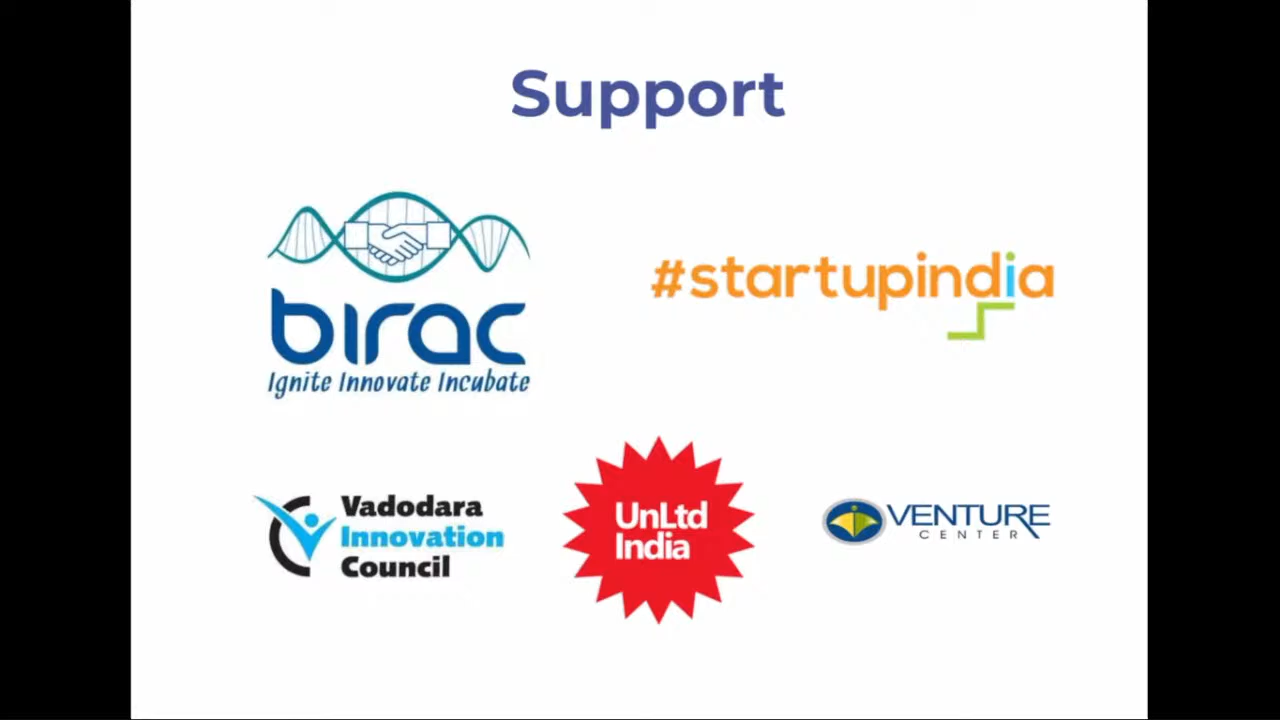 Support
birac
Ignite Innovate Incubate
#startupindia
Vadodara
Innovation
Council
UnLtd
India
VENTURE
CENTER